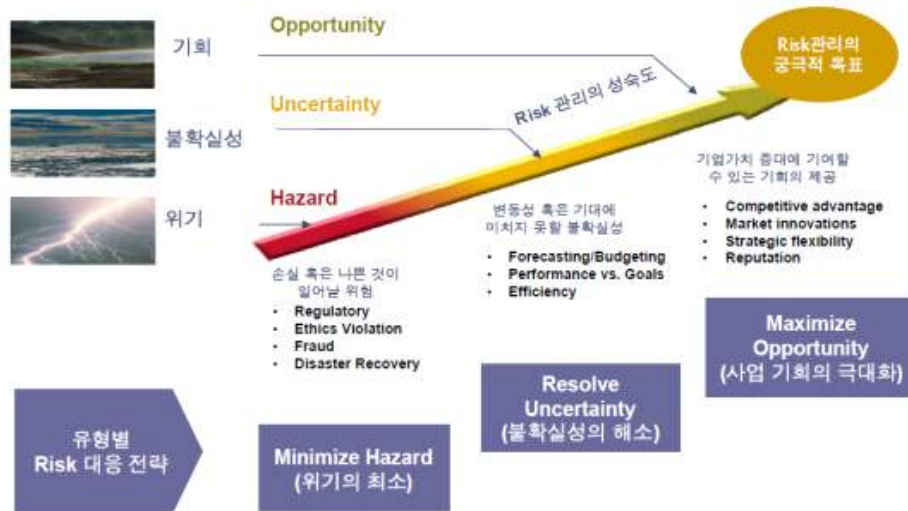 Opportunity
기회
Risk관리의
궁극적 목표
Uncertainty
Risk 관리의 성숙도
불확실성
기업가치 증대에 기여할
수 있는 기회의 제공
• Competitive advantage
• Market innovations
• Strategic flexibility
• Reputation
Hazard
위기
변동성 혹은 기대에
미치지 못할 불확실성
• Forecasting/Budgeting
• Performance vs. Goals
• Efficiency
손실 혹은 나쁜 것이
일어날 위험
• Regulatory
• Ethics Violation
• Fraud
• Disaster Recovery
Maximize
Opportunity
(사업 기회의 극대화)
Resolve
Uncertainty
(불확실성의 해소)
유형별
Risk 대응 전략
Minimize Hazard
(위기의 최소)